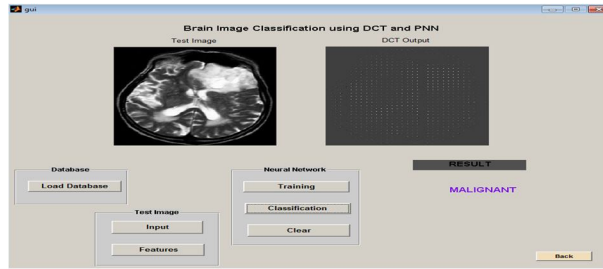 gui
Brain Image Classification using DCT and PNN
Test Image
DCT Output
Database
Load Database
Test Image
Input
Features
Neural Network
Training
Classification
Clear
RESULT
MALIGNANT
Back